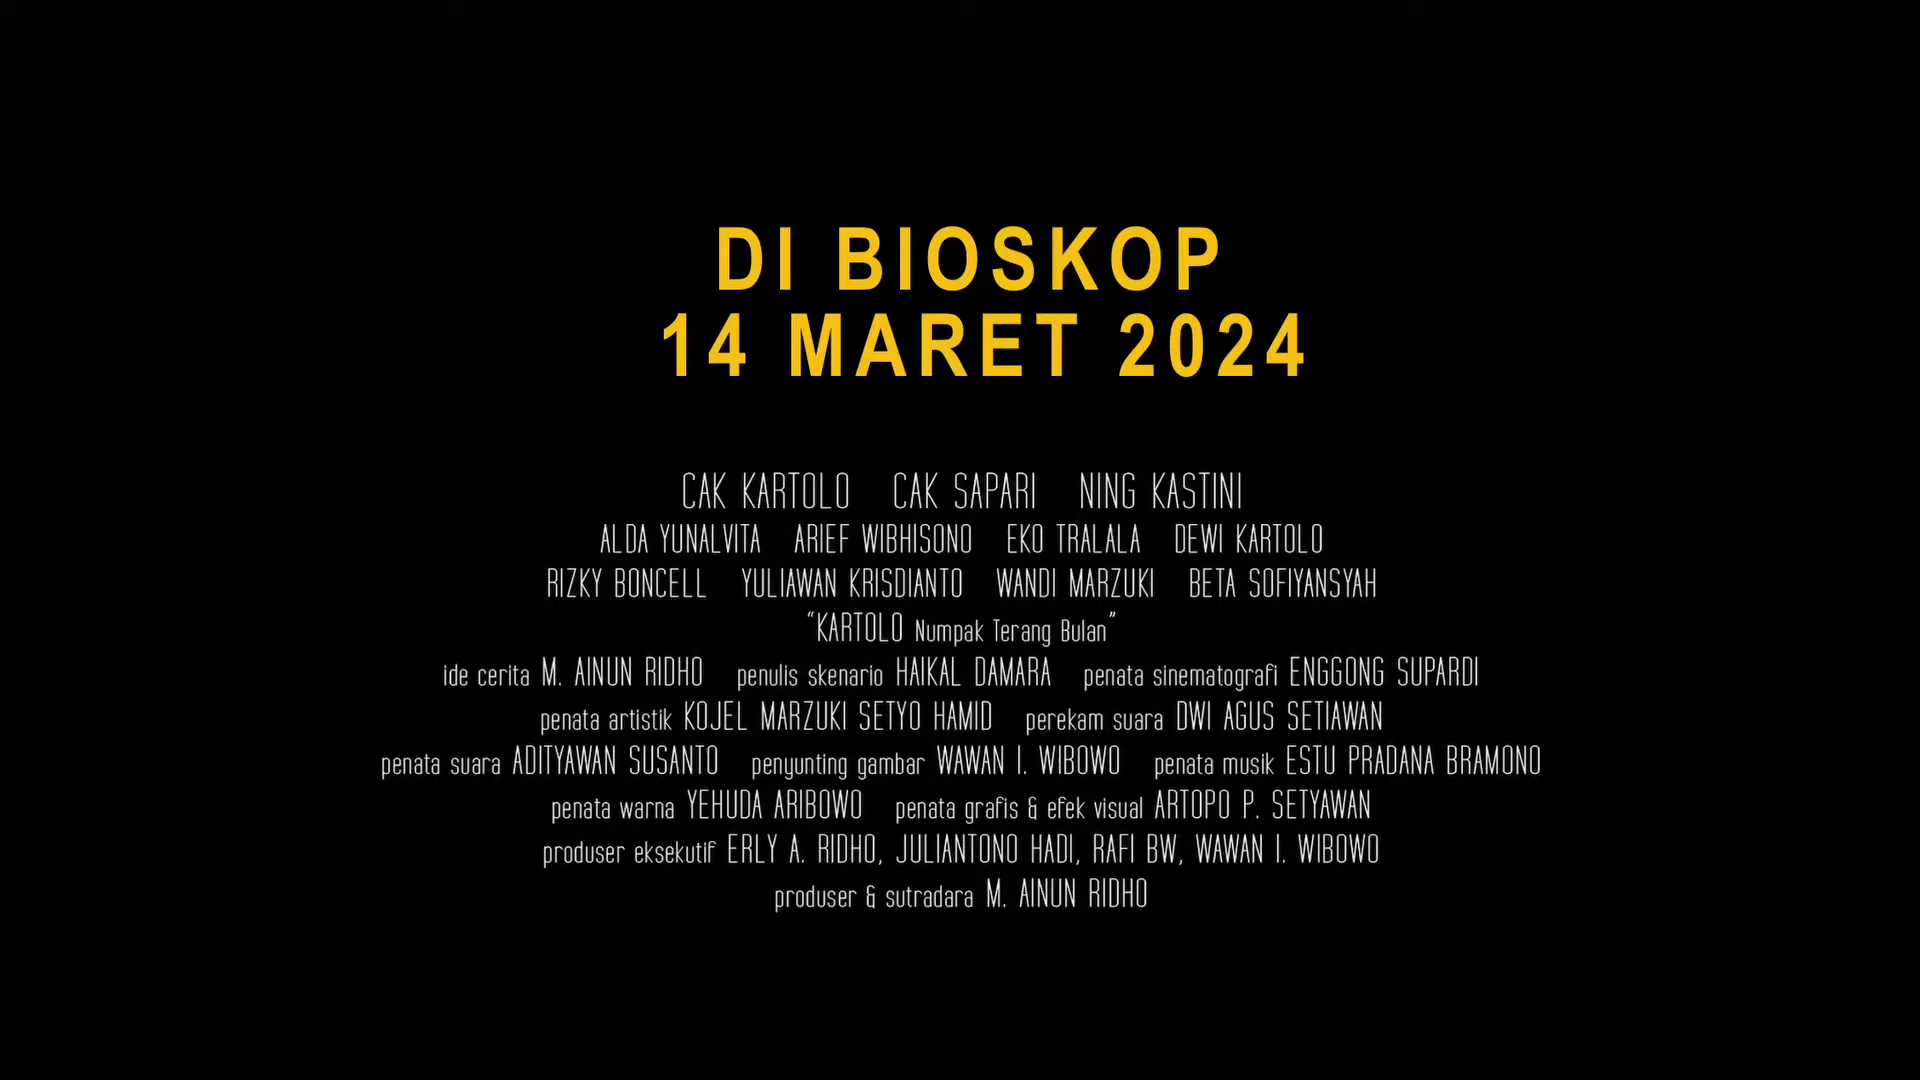 DI BIOSKOP
14 MARET 2024
CAK KARTOLO CAK SAPARI NING KASTINI
ALDA YUNALVITA ARIEF WIBHISONO EKO TRALALA DEWI KARTOLO
RIZKY BONCELL YULIAWAN KRISDIANTO WANDI MARZUKI BETA SOFIYANSYAH
“KARTOLO Numpak Terang Bulan”
ide cerita M. AINUN RIDHO penulis skenario HAIKAL DAMARA penata sinematografi ENGGONG SUPARDI
penata artistik KOJEL MARZUKI SETYO HAMID perekam suara DWI AGUS SETIAWAN
penata suara ADITYAWAN SUSANTO penyunting gambar WAWAN I. WIBOWO penata musik ESTU PRADANA BRAMONO
penata warna YEHUDA ARIBOWO penata grafis & efek visual ARTOPO P. SETYAWAN
produser eksekutif ERLY A. RIDHO, JULIANTONO HADI, RAFI BW, WAWAN I. WIBOWO
produser & sutradara M. AINUN RIDHO